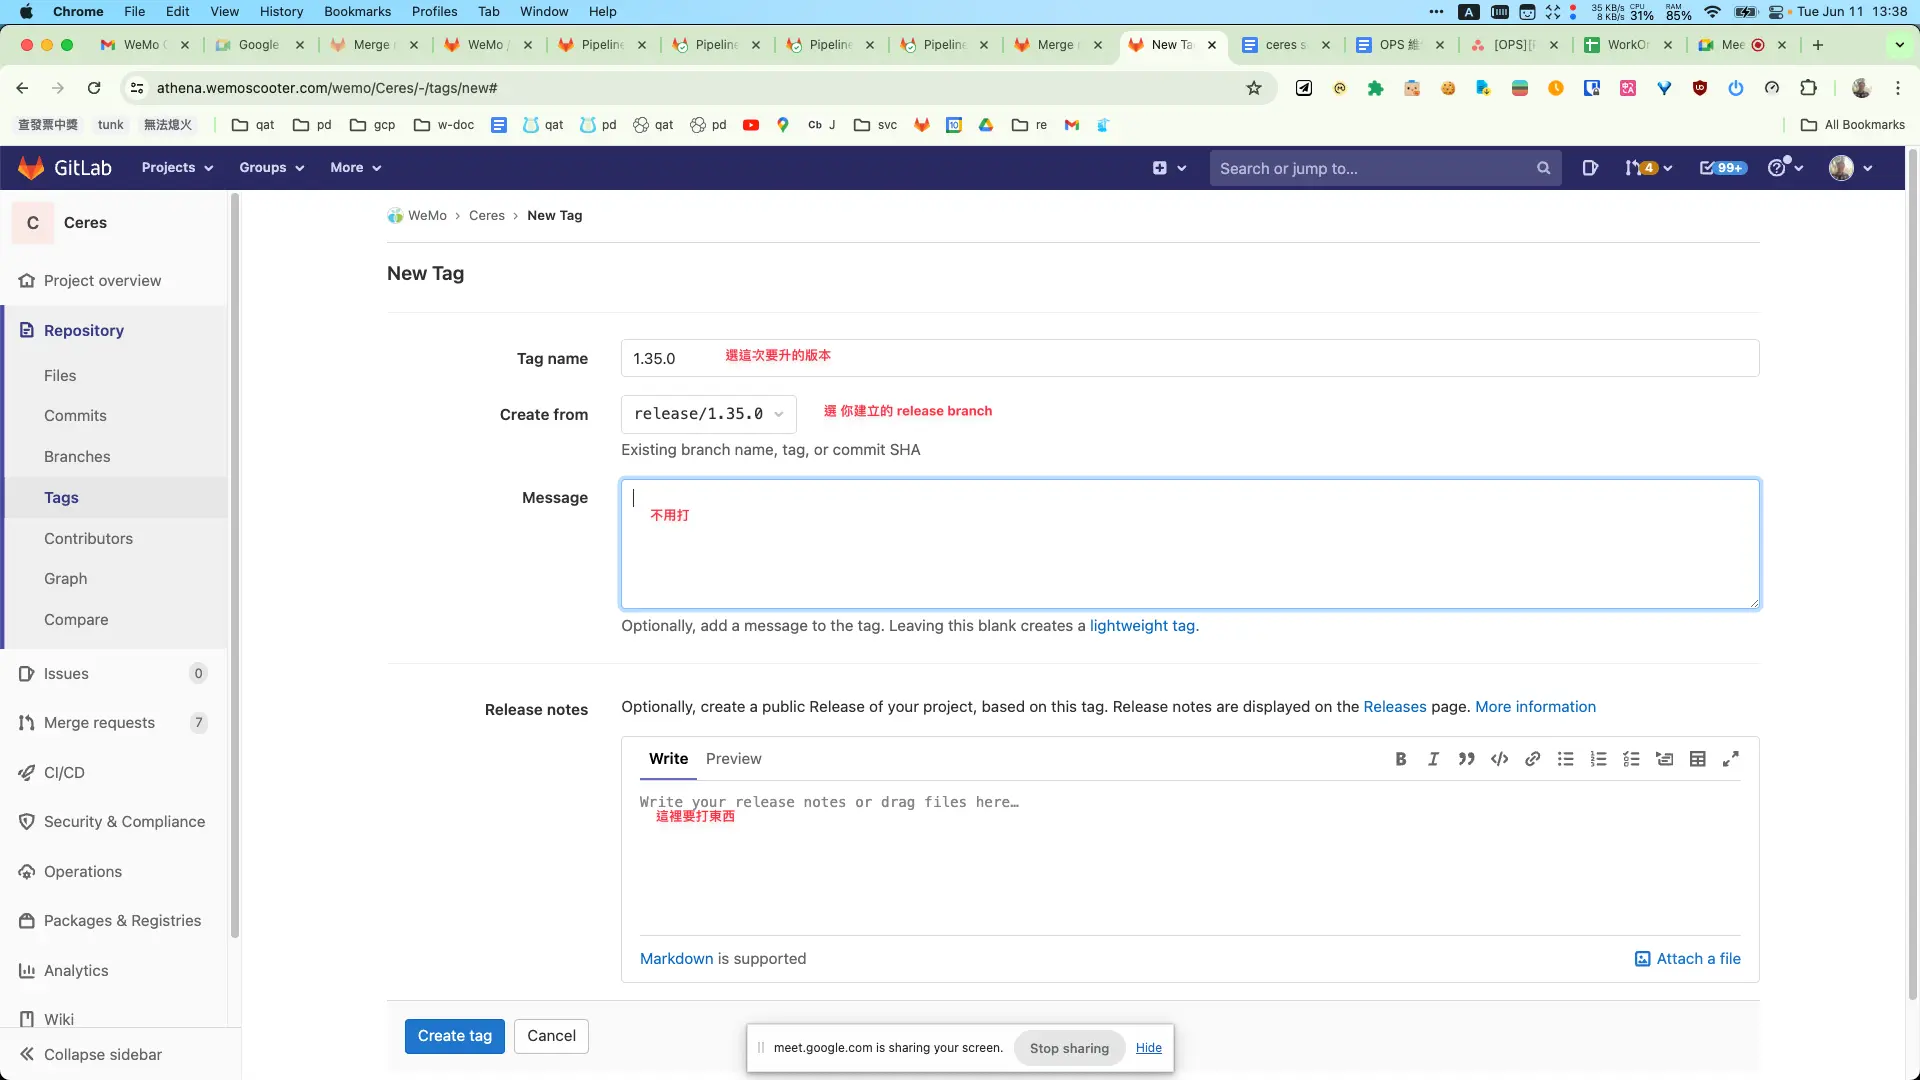 Chrome File Edit View History Bookmarks Profiles Tab Window Help
A 35 KB/s 8 KB/s CPU 31% RAM 85% Tue Jun 11 13:38
WeMo Google Merge WeMo / Pipeline Pipeline Pipeline Pipeline Merge New Ta ceres s OPS 維 [OPS][ WorkOr Mee
athena.wemoscooter.com/wemo/Ceres/-/tags/new#
查發票中獎 tunk 無法熄火 qat pd gcp w-doc qat pd qat pd Cb J svc re All Bookmarks
GitLab Projects Groups More Search or jump to... 4 99+
C Ceres
Project overview
Repository
Files
Commits
Branches
Tags
Contributors
Graph
Compare
Issues 0
Merge requests 7
CI/CD
Security & Compliance
Operations
Packages & Registries
Analytics
Wiki
Collapse sidebar
WeMo › Ceres › New Tag
New Tag
Tag name 1.35.0 選這次要升的版本
Create from release/1.35.0 選 你建立的 release branch
Existing branch name, tag, or commit SHA
Message
不用打
Optionally, add a message to the tag. Leaving this blank creates a lightweight tag.
Release notes Optionally, create a public Release of your project, based on this tag. Release notes are displayed on the Releases page. More information
Write Preview
Write your release notes or drag files here…
這裡要打東西
Markdown is supported Attach a file
Create tag Cancel
meet.google.com is sharing your screen. Stop sharing Hide